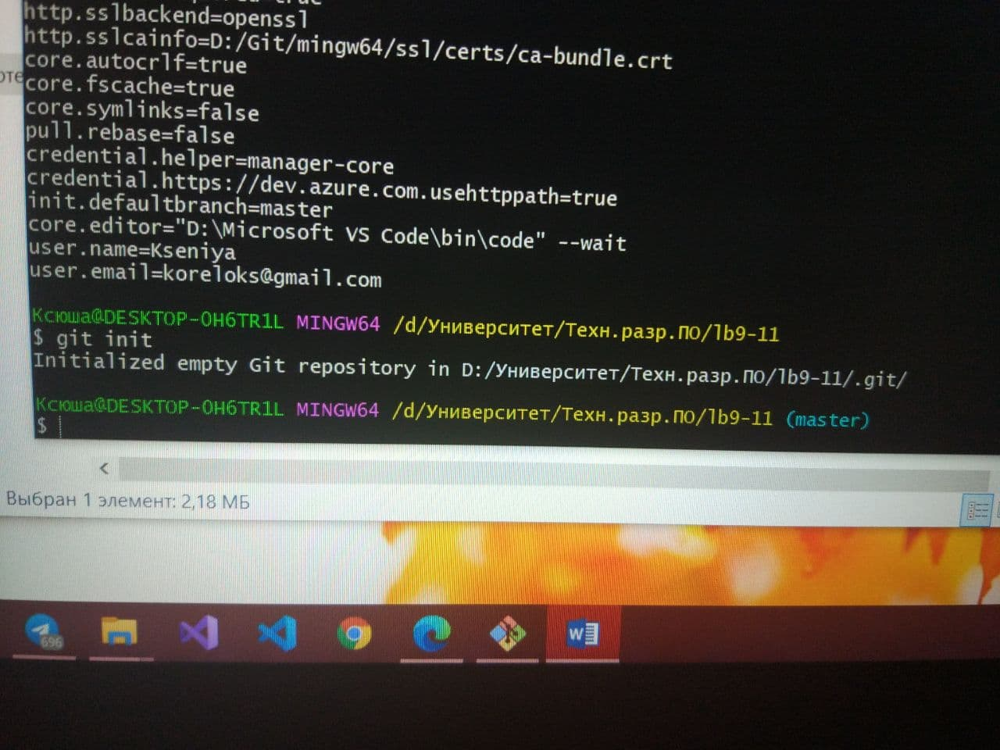 http.sslbackend=openssl
http.sslcainfo=D:/Git/mingw64/ssl/certs/ca-bundle.crt
core.autocrlf=true
core.fscache=true
core.symlinks=false
pull.rebase=false
credential.helper=manager-core
credential.https://dev.azure.com.usehttppath=true
init.defaultbranch=master
core.editor="D:\Microsoft VS Code\bin\code" --wait
user.name=Kseniya
user.email=koreloks@gmail.com
Ксюша@DESKTOP-OH6TR1L MINGW64 /d/Университет/Техн.разр.ПО/lb9-11
$ git init
Initialized empty Git repository in D:/Университет/Техн.разр.ПО/lb9-11/.git/
Ксюша@DESKTOP-OH6TR1L MINGW64 /d/Университет/Техн.разр.ПО/lb9-11 (master)
$
Выбран 1 элемент: 2,18 МБ
696
W